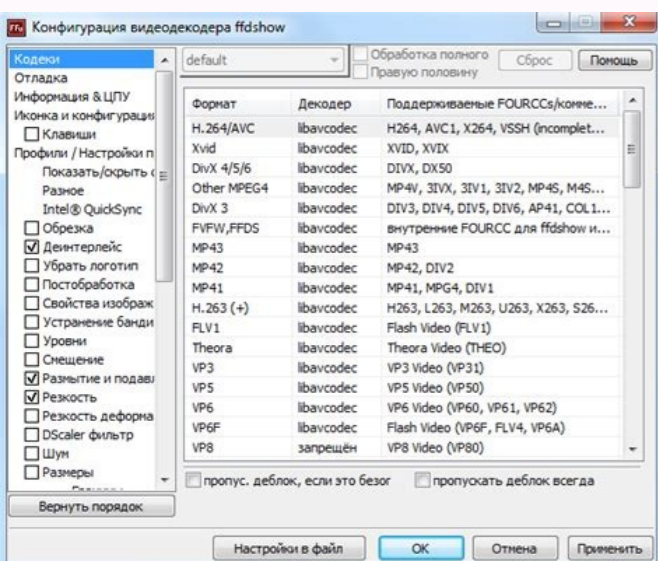 Конфигурация видеодекодера ffdshow
Кодеки
Отладка
Информация & ЦПУ
Иконка и конфигурация
Клавиши
Профили / Настройки п
Показать/скрыть
Разное
Intel® QuickSync
Обрезка
Деинтерлейс
Убрать логотип
Постобработка
Свойства изображ
Устранение банди
Уровни
Смещение
Размытие и подавл
Резкость
Резкость деформа
DScaler фильтр
Шум
Размеры
Вернуть порядок
default
Обработка полного
Правую половину
Сброс
Помощь
Формат Декодер Поддерживаемые FOURCCs/комме...
H.264/AVC libavcodec H264, AVC1, X264, VSSH (incomplet...
Xvid libavcodec XVID, XVIX
DivX 4/5/6 libavcodec DIVX, DX50
Other MPEG4 libavcodec MP4V, 3IVX, 3IV1, 3IV2, MP4S, M4S...
DivX 3 libavcodec DIV3, DIV4, DIV5, DIV6, AP41, COL1...
FVFW,FFDS libavcodec внутренние FOURCC для ffdshow и...
MP43 libavcodec MP43
MP42 libavcodec MP42, DIV2
MP41 libavcodec MP41, MPG4, DIV1
H.263 (+) libavcodec H263, L263, M263, U263, X263, S26...
FLV1 libavcodec Flash Video (FLV1)
Theora libavcodec Theora Video (THEO)
VP3 libavcodec VP3 Video (VP31)
VP5 libavcodec VP5 Video (VP50)
VP6 libavcodec VP6 Video (VP60, VP61, VP62)
VP6F libavcodec Flash Video (VP6F, FLV4, VP6A)
VP8 запрещён VP8 Video (VP80)
пропус. деблок, если это безог
пропускать деблок всегда
Настройки в файл
OK
Отмена
Применить